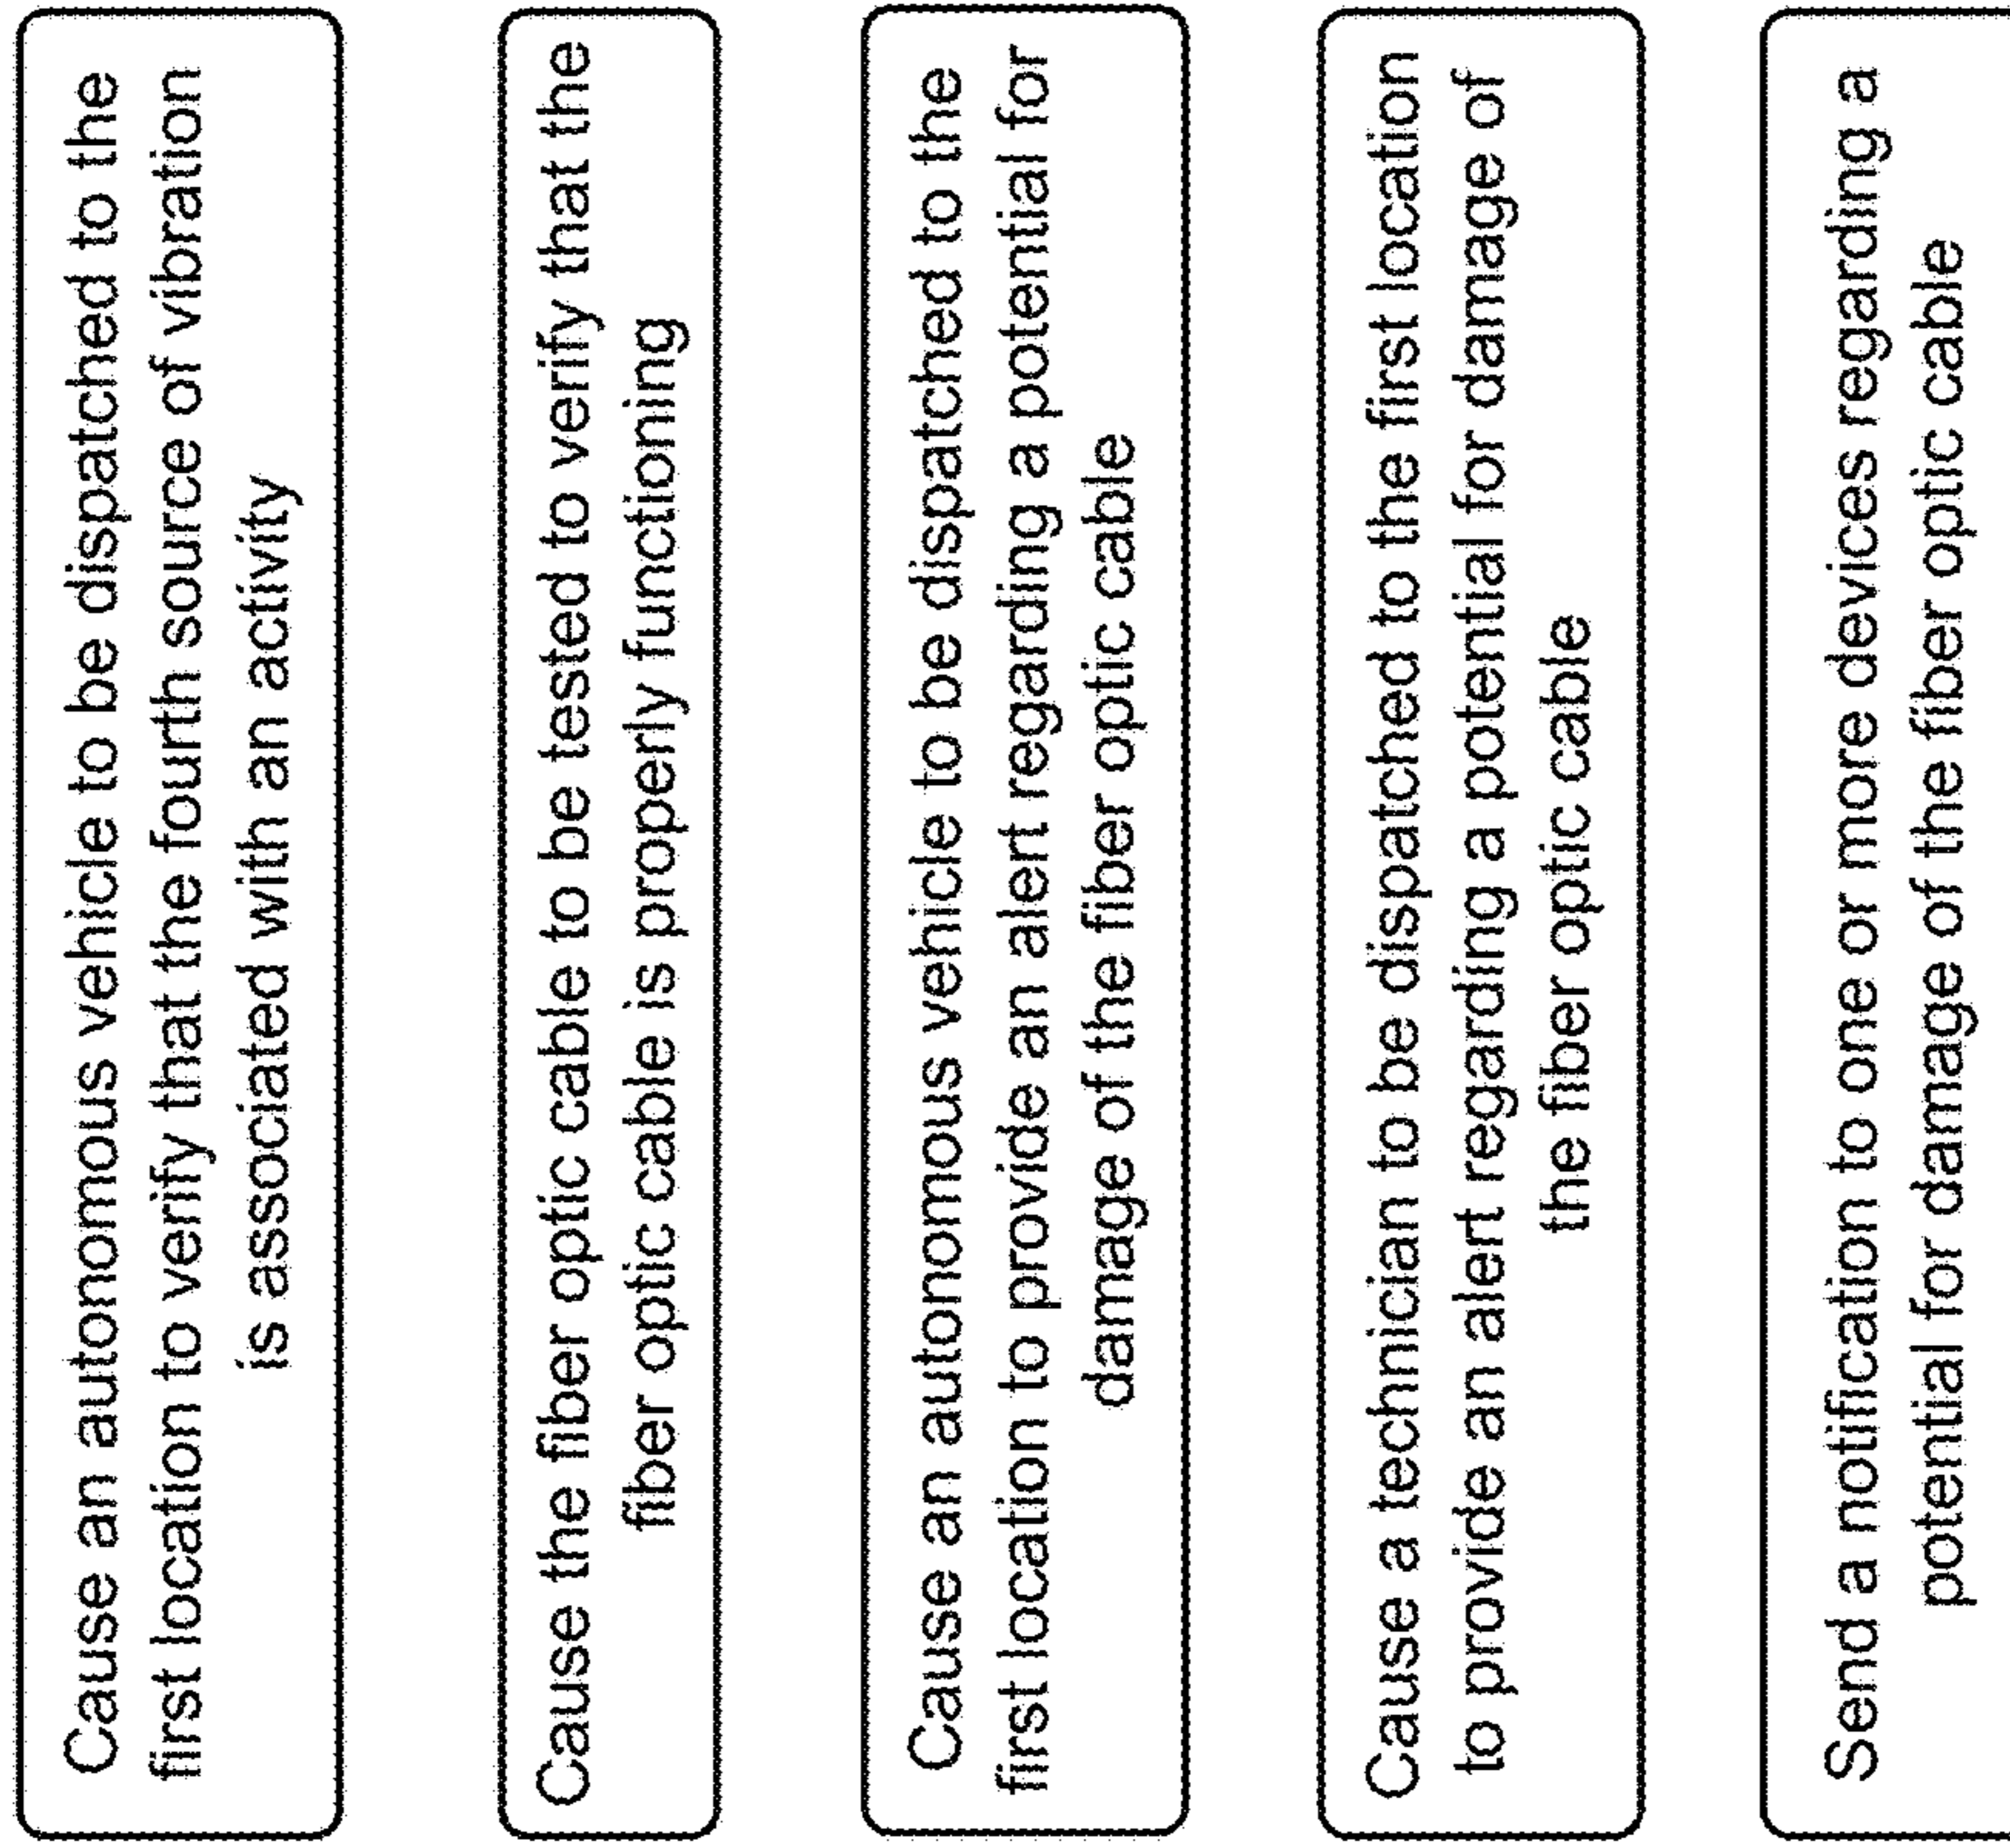 Cause an autonomous vehicle to be dispatched to the
first location to verify that the fourth source of vibration
is associated with an activity
Cause the fiber optic cable to be tested to verify that the
fiber optic cable is properly functioning
Cause an autonomous vehicle to be dispatched to the
first location to provide an alert regarding a potential for
damage of the fiber optic cable
Cause a technician to be dispatched to the first location
to provide an alert regarding a potential for damage of
the fiber optic cable
Send a notification to one or more devices regarding a
potential for damage of the fiber optic cable